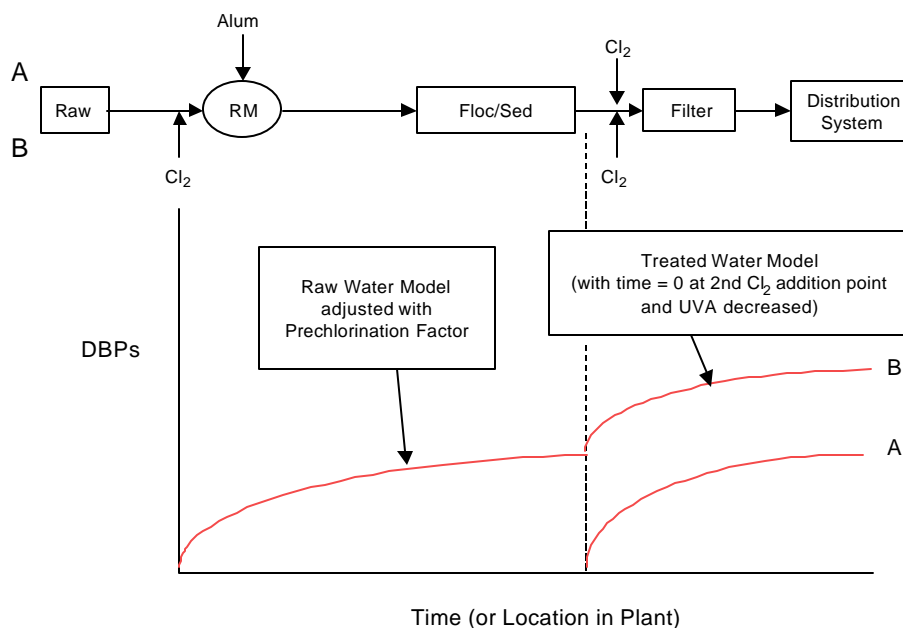 Alum
A
Cl₂
Raw
RM
Floc/Sed
Filter
Distribution
System
B
Cl₂
Cl₂
Raw Water Model
adjusted with
Prechlorination Factor
Treated Water Model
(with time = 0 at 2nd Cl₂ addition point
and UVA decreased)
DBPs
B
A
Time (or Location in Plant)